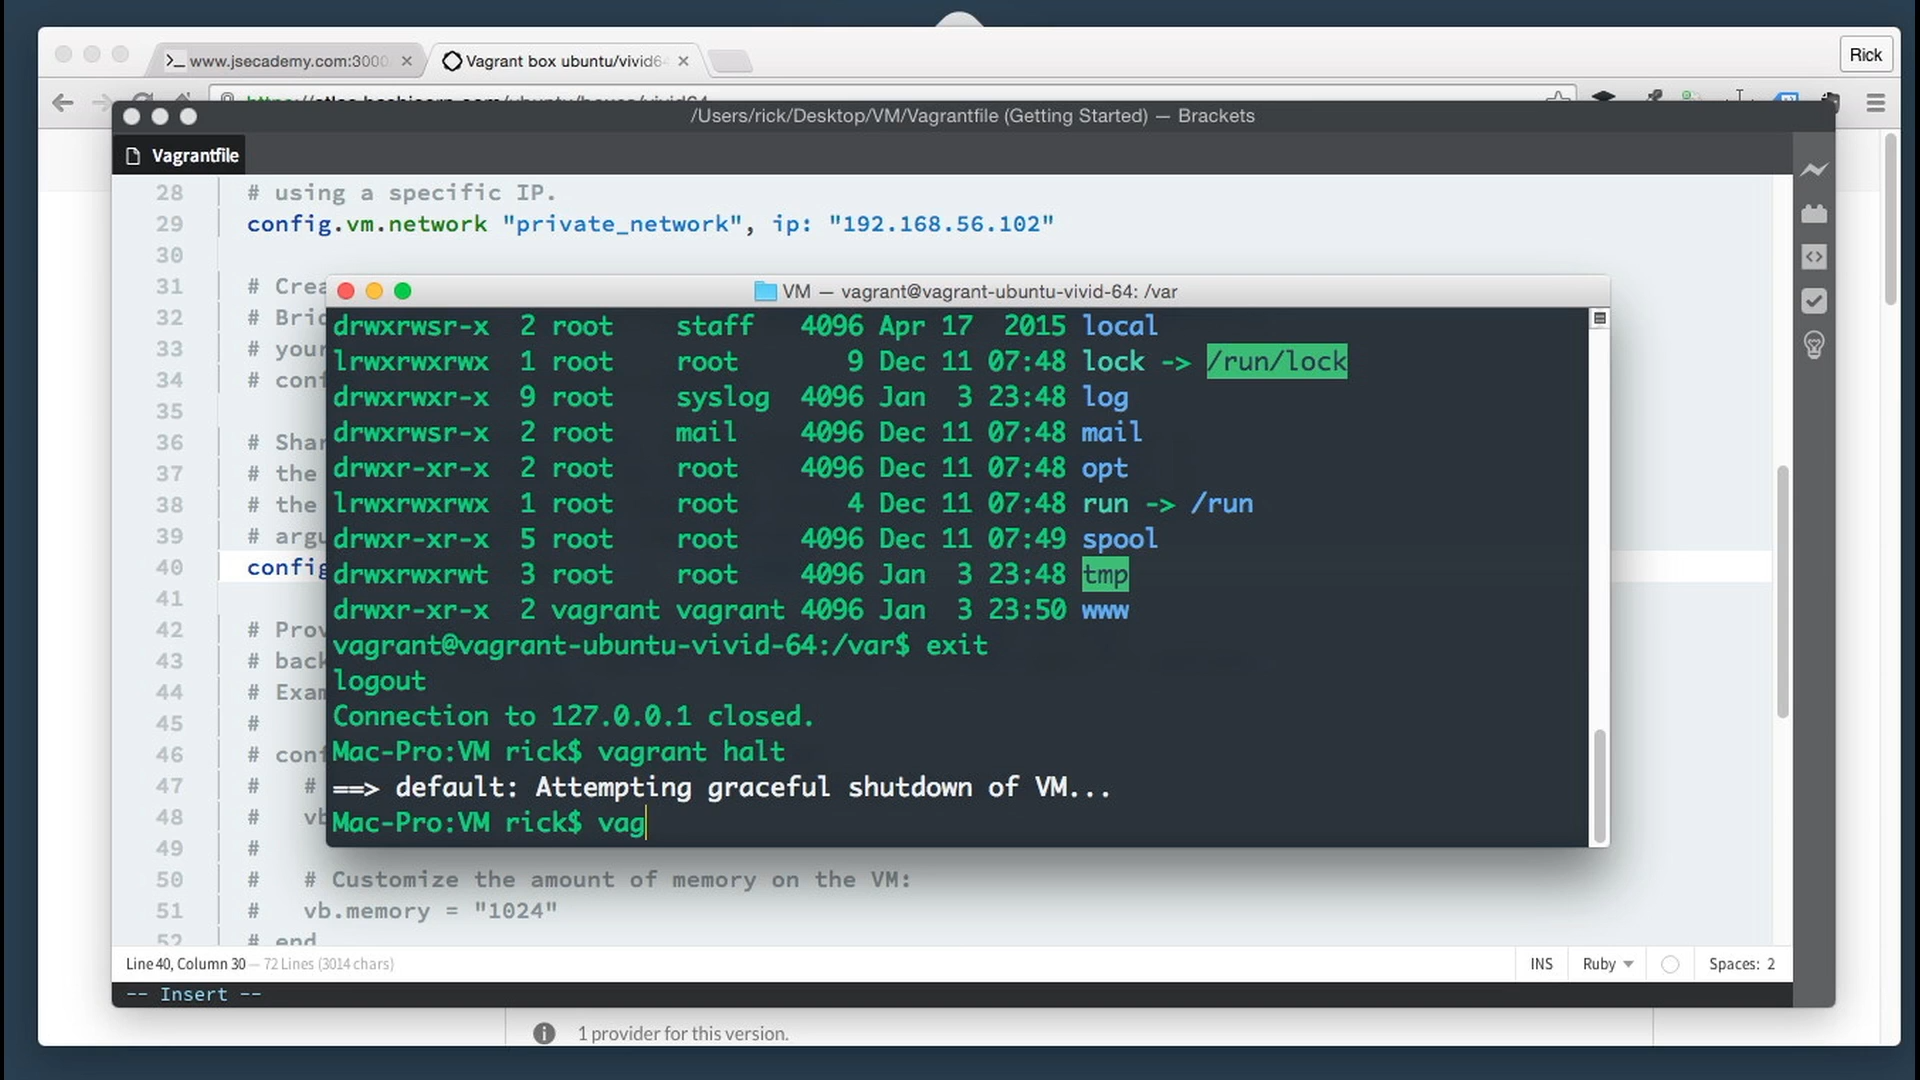 www.jsecademy.com:3000
Vagrant box ubuntu/vivid64
Rick
/Users/rick/Desktop/VM/Vagrantfile (Getting Started) — Brackets
Vagrantfile
28 # using a specific IP.
29 config.vm.network "private_network", ip: "192.168.56.102"
30
31 # Crea
32 # Brid
33 # your
34 # conf
35
36 # Shar
37 # the
38 # the
39 # argu
40 config
41
42 # Prov
43 # back
44 # Exam
45 #
46 # conf
47 # #
48 # vb
49 #
50 # # Customize the amount of memory on the VM:
51 # vb.memory = "1024"
52 # end
VM — vagrant@vagrant-ubuntu-vivid-64: /var
drwxrwsr-x 2 root staff 4096 Apr 17 2015 local
lrwxrwxrwx 1 root root 9 Dec 11 07:48 lock -> /run/lock
drwxrwxr-x 9 root syslog 4096 Jan 3 23:48 log
drwxrwsr-x 2 root mail 4096 Dec 11 07:48 mail
drwxr-xr-x 2 root root 4096 Dec 11 07:48 opt
lrwxrwxrwx 1 root root 4 Dec 11 07:48 run -> /run
drwxr-xr-x 5 root root 4096 Dec 11 07:49 spool
drwxrwxrwt 3 root root 4096 Jan 3 23:48 tmp
drwxr-xr-x 2 vagrant vagrant 4096 Jan 3 23:50 www
vagrant@vagrant-ubuntu-vivid-64:/var$ exit
logout
Connection to 127.0.0.1 closed.
Mac-Pro:VM rick$ vagrant halt
==> default: Attempting graceful shutdown of VM...
Mac-Pro:VM rick$ vag
Line 40, Column 30 — 72 Lines (3014 chars)
INS
Ruby
Spaces: 2
-- Insert --
1 provider for this version.